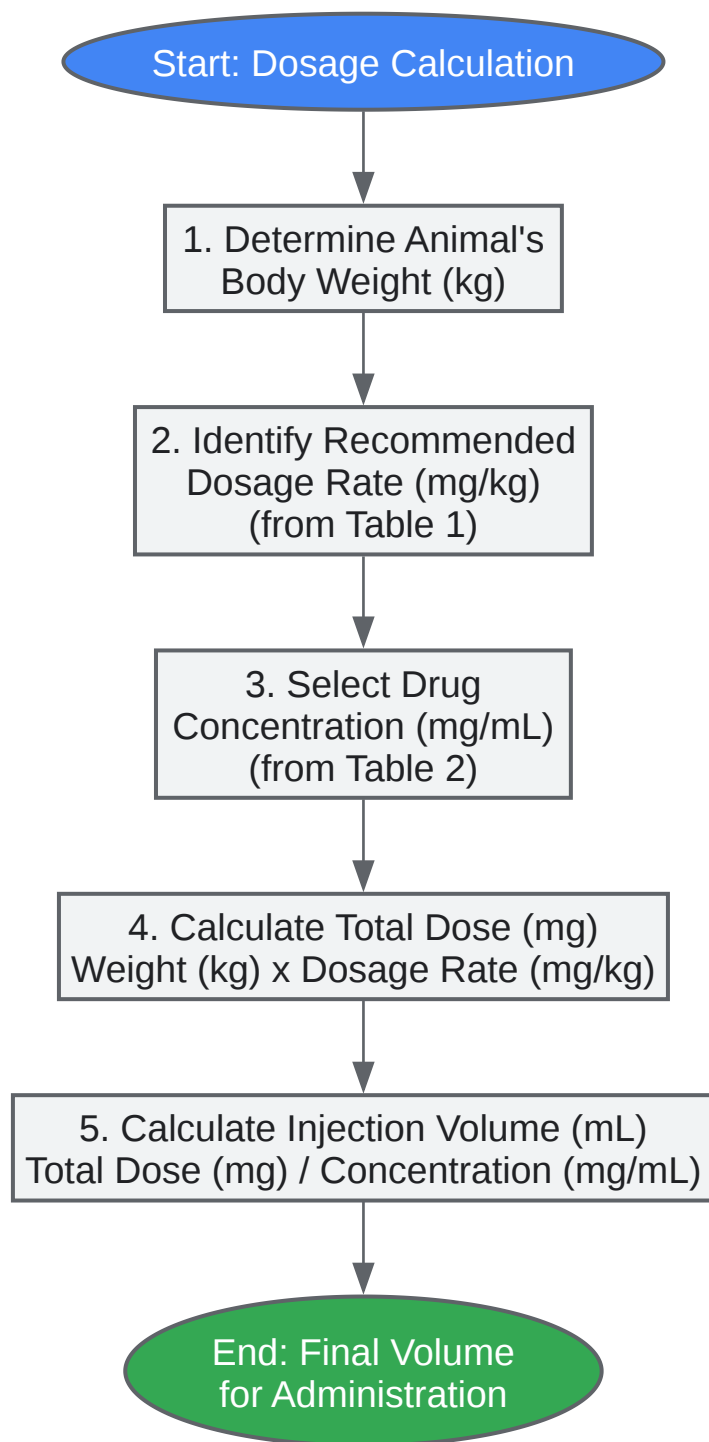 Start: Dosage Calculation
1. Determine Animal's
Body Weight (kg)
2. Identify Recommended
Dosage Rate (mg/kg)
(from Table 1)
3. Select Drug
Concentration (mg/mL)
(from Table 2)
4. Calculate Total Dose (mg)
Weight (kg) x Dosage Rate (mg/kg)
5. Calculate Injection Volume (mL)
Total Dose (mg) / Concentration (mg/mL)
End: Final Volume
for Administration